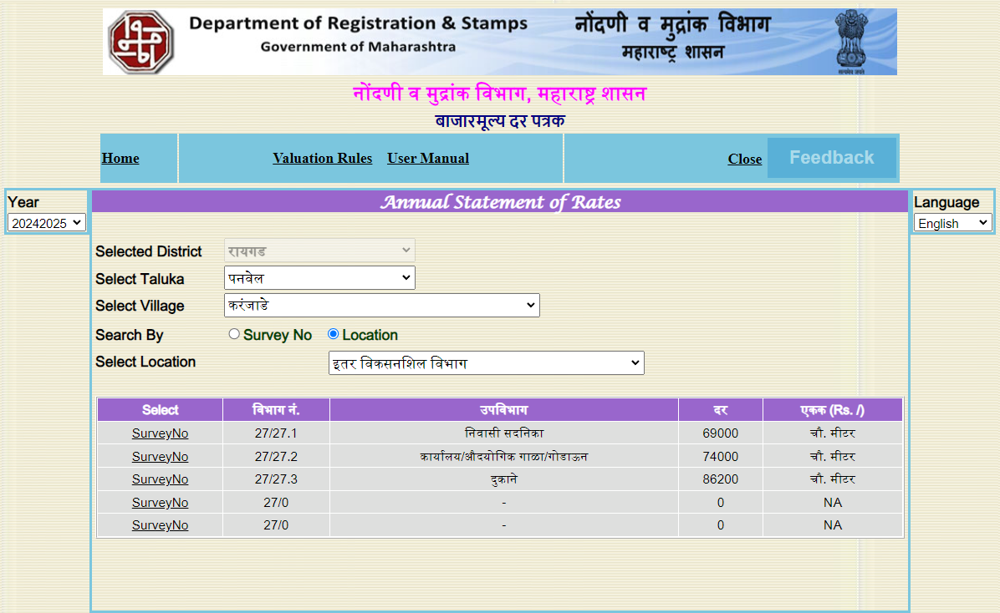 Department of Registration & Stamps
Government of Maharashtra
नोंदणी व मुद्रांक विभाग
महाराष्ट्र शासन
सत्यमेव जयते
नोंदणी व मुद्रांक विभाग, महाराष्ट्र शासन
बाजारमूल्य दर पत्रक
Home Valuation Rules User Manual Close Feedback
Year
20242025
Annual Statement of Rates
Language
English
Selected District रायगड
Select Taluka पनवेल
Select Village करंजाडे
Search By Survey No Location
Select Location इतर विकसनशिल विभाग
Select विभाग नं. उपविभाग दर एकक (Rs. /)
SurveyNo 27/27.1 निवासी सदनिका 69000 चौ. मीटर
SurveyNo 27/27.2 कार्यालय/औदयोगिक गाळा/गोडाऊन 74000 चौ. मीटर
SurveyNo 27/27.3 दुकाने 86200 चौ. मीटर
SurveyNo 27/0 - 0 NA
SurveyNo 27/0 - 0 NA